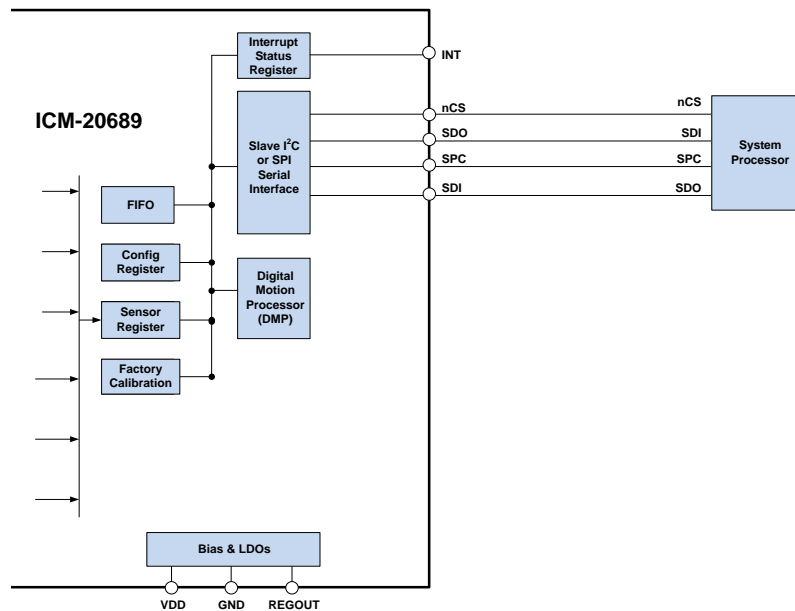 Interrupt
Status
Register
INT
ICM-20689
Slave I²C
or SPI
Serial
Interface
nCS
SDO
SPC
SDI
nCS
SDI
SPC
SDO
System
Processor
FIFO
Config
Register
Digital
Motion
Processor
(DMP)
Sensor
Register
Factory
Calibration
Bias & LDOs
VDD
GND
REGOUT